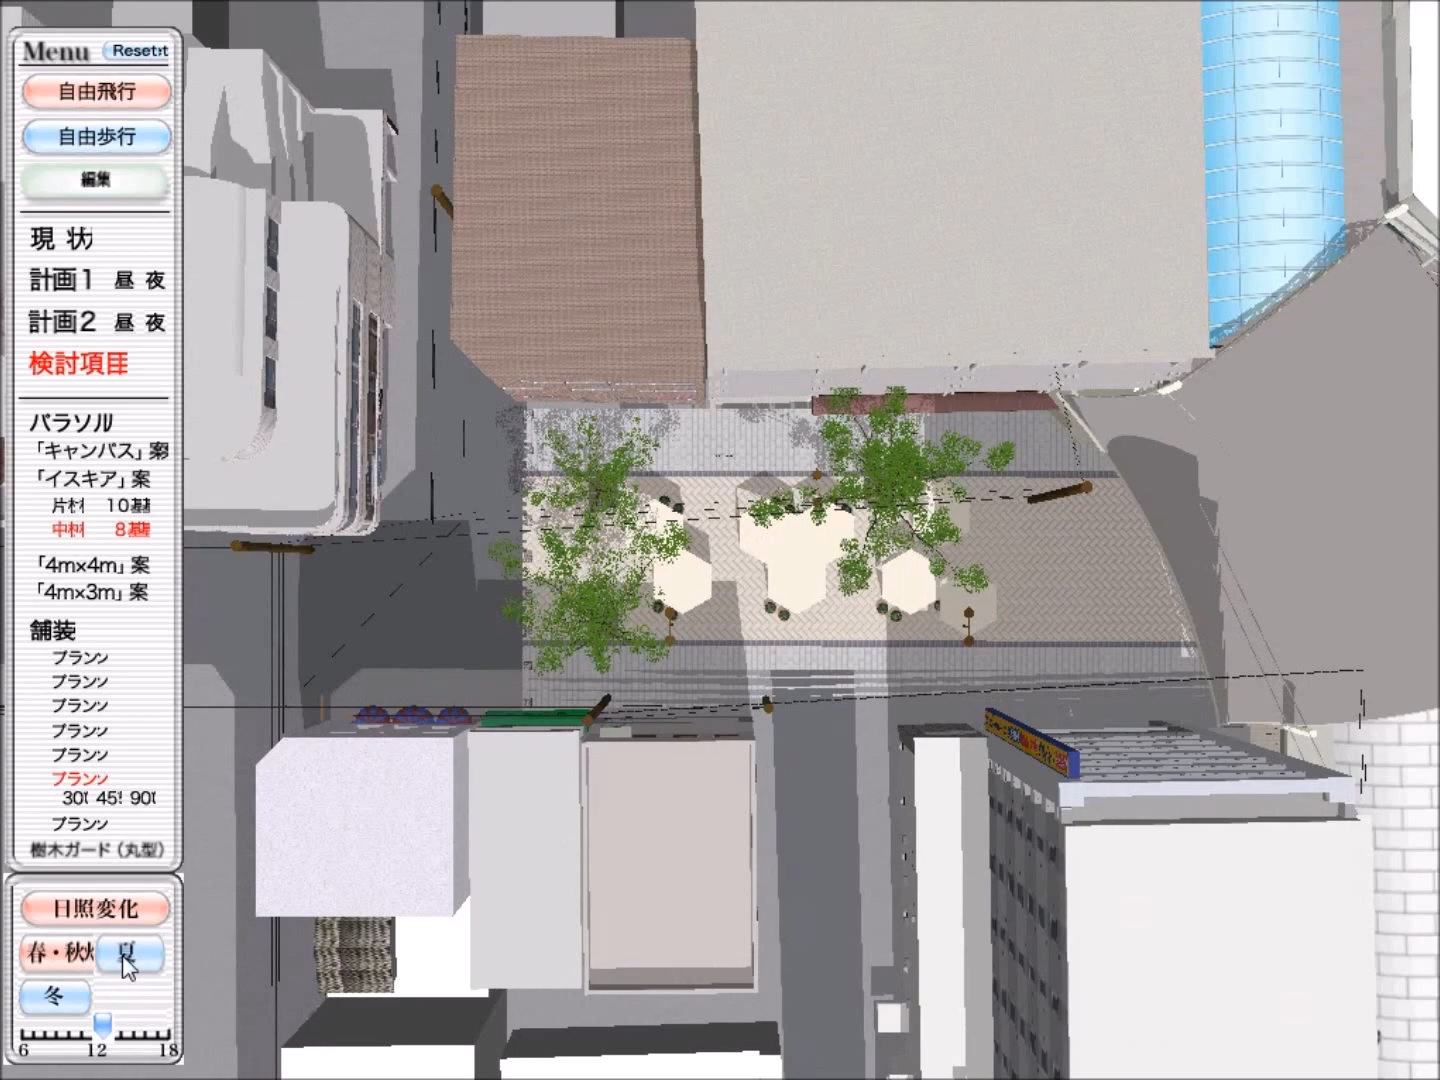 Menu Reset
自由飛行
自由歩行
編集
現 状
計画1 昼 夜
計画2 昼 夜
検討項目
パラソル
「キャンバス」案
「イスキア」案
片材 10基
中材 8基
「4m×4m」案
「4m×3m」案
舗装
プラン
プラン
プラン
プラン
プラン
プラン
30 45 90
プラン
樹木ガード（丸型）
日照変化
春・秋 夏
冬
6 12 18